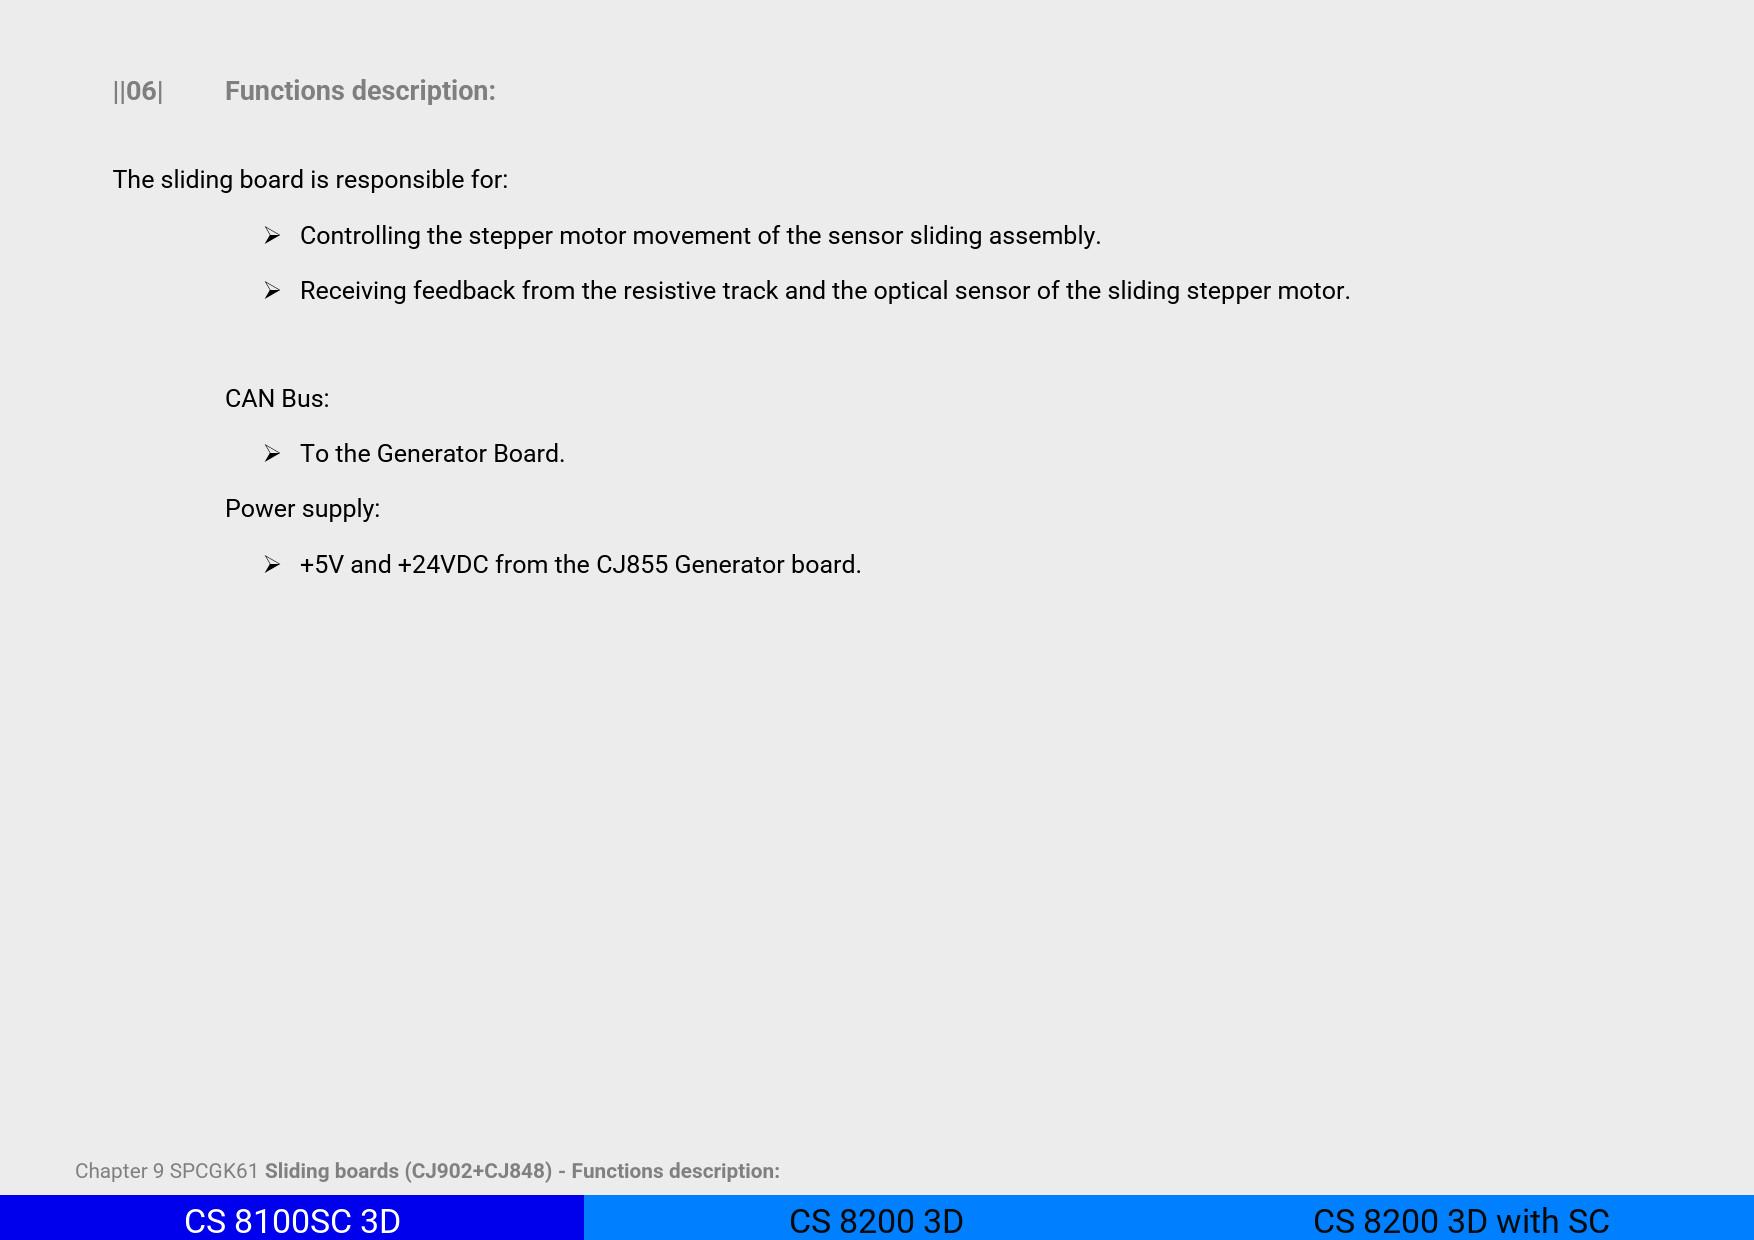 ||06| Functions description:
The sliding board is responsible for:
➢ Controlling the stepper motor movement of the sensor sliding assembly.
➢ Receiving feedback from the resistive track and the optical sensor of the sliding stepper motor.
CAN Bus:
➢ To the Generator Board.
Power supply:
➢ +5V and +24VDC from the CJ855 Generator board.
Chapter 9 SPCGK61 Sliding boards (CJ902+CJ848) - Functions description:
CS 8100SC 3D CS 8200 3D CS 8200 3D with SC